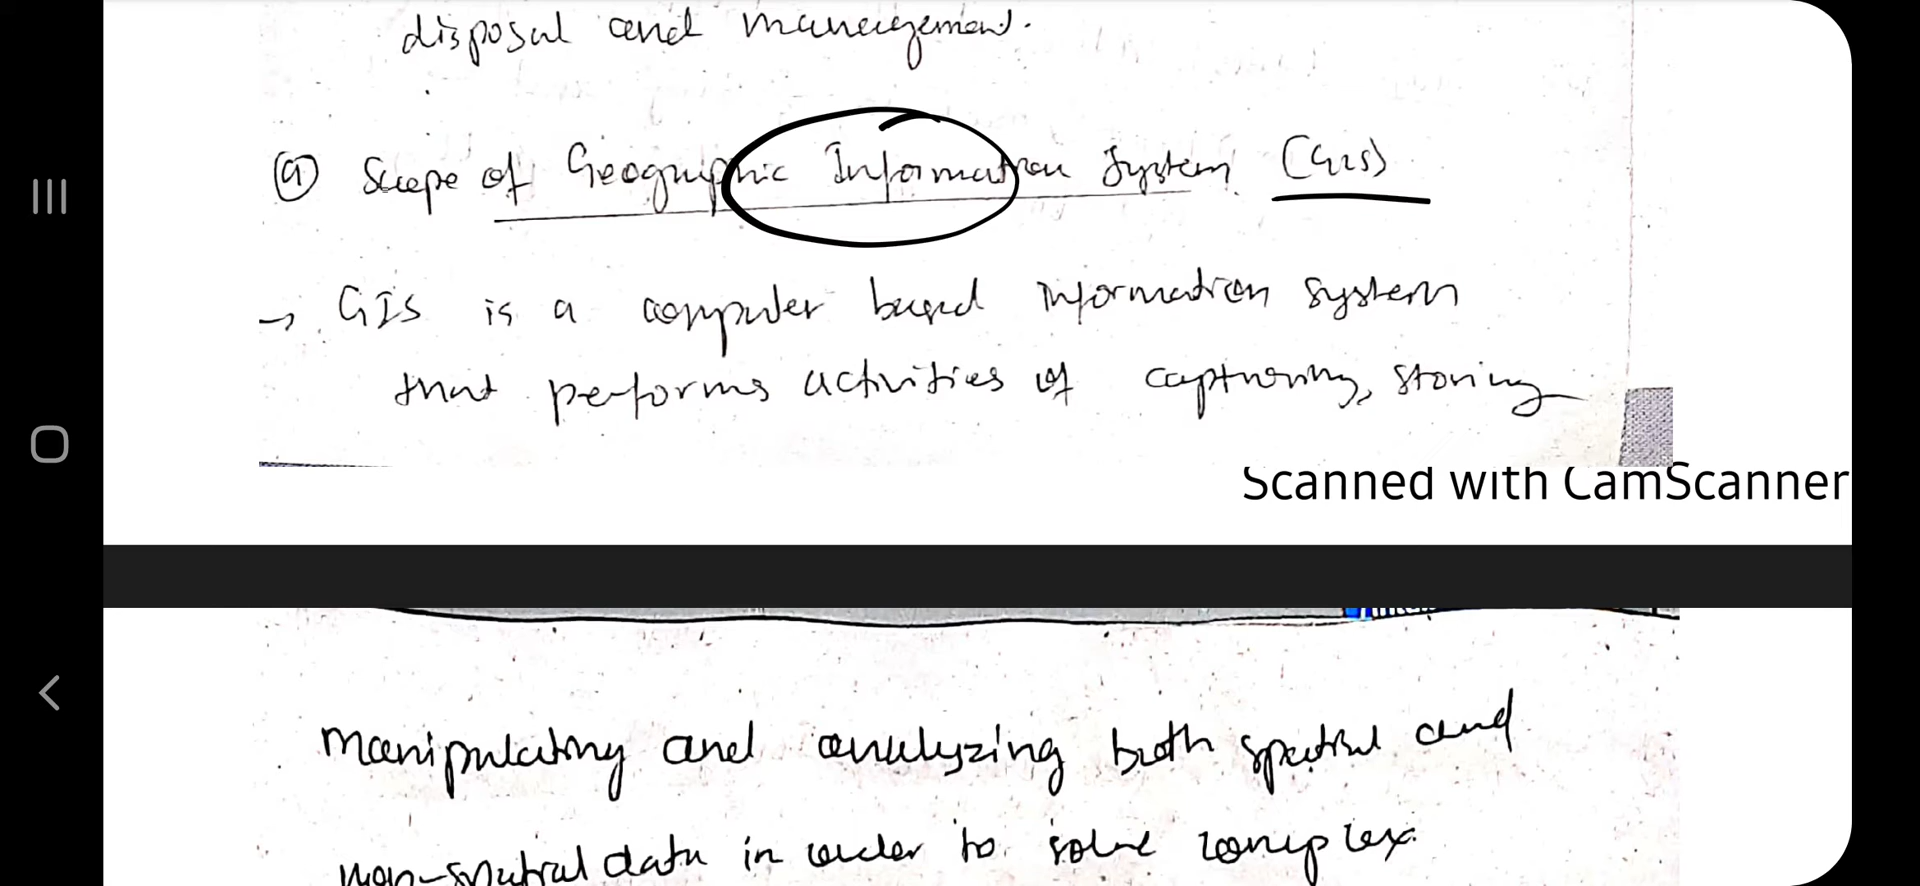 disposal and management.
(9) Scope of Geographic Information System (GIS)
→ GIS is a computer based information system
that performs activities of capturing, storing
Scanned with CamScanner
manipulating and analyzing both spatial and
non-spatial data in order to solve complex